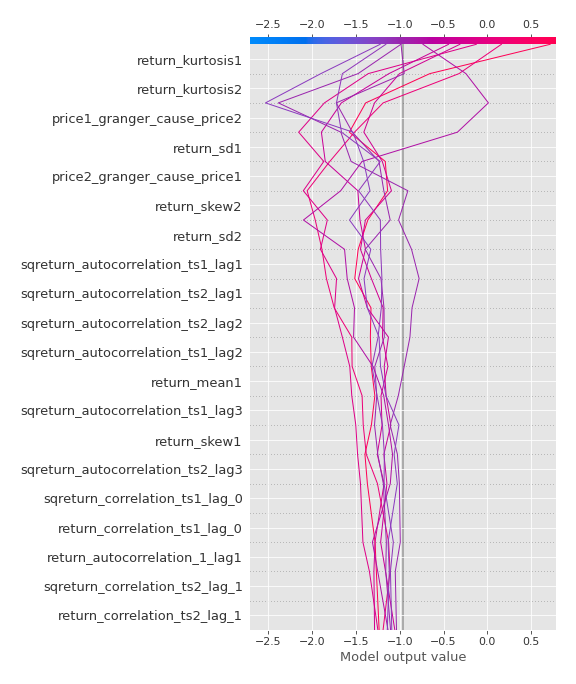 −2.5 −2.0 −1.5 −1.0 −0.5 0.0 0.5
return_kurtosis1
return_kurtosis2
price1_granger_cause_price2
return_sd1
price2_granger_cause_price1
return_skew2
return_sd2
sqreturn_autocorrelation_ts1_lag1
sqreturn_autocorrelation_ts2_lag1
sqreturn_autocorrelation_ts2_lag2
sqreturn_autocorrelation_ts1_lag2
return_mean1
sqreturn_autocorrelation_ts1_lag3
return_skew1
sqreturn_autocorrelation_ts2_lag3
sqreturn_correlation_ts1_lag_0
return_correlation_ts1_lag_0
return_autocorrelation_1_lag1
sqreturn_correlation_ts2_lag_1
return_correlation_ts2_lag_1
−2.5 −2.0 −1.5 −1.0 −0.5 0.0 0.5
Model output value